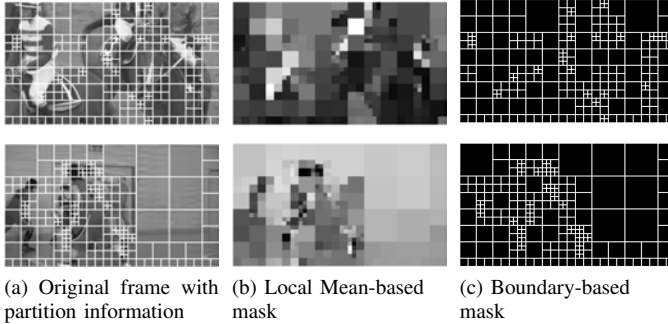 (a) Original frame with
partition information
(b) Local Mean-based
mask
(c) Boundary-based
mask